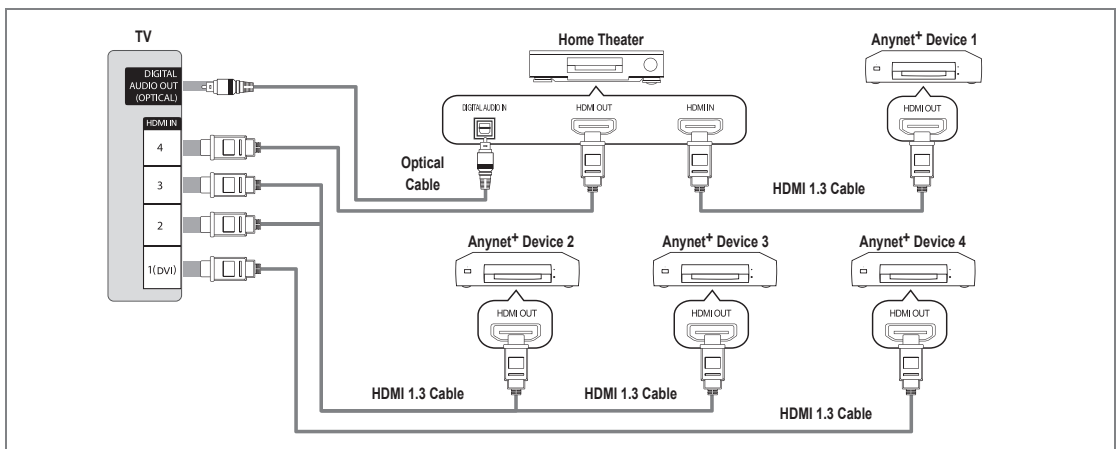 TV
Home Theater
Anynet+ Device 1
DIGITAL
AUDIO OUT
(OPTICAL)
DIGITAL AUDIO IN
HDMI OUT
HDMI IN
HDMI OUT
HDMI IN
4
3
2
1(DVI)
Optical
Cable
HDMI 1.3 Cable
Anynet+ Device 2
Anynet+ Device 3
Anynet+ Device 4
HDMI OUT
HDMI OUT
HDMI OUT
HDMI 1.3 Cable
HDMI 1.3 Cable
HDMI 1.3 Cable